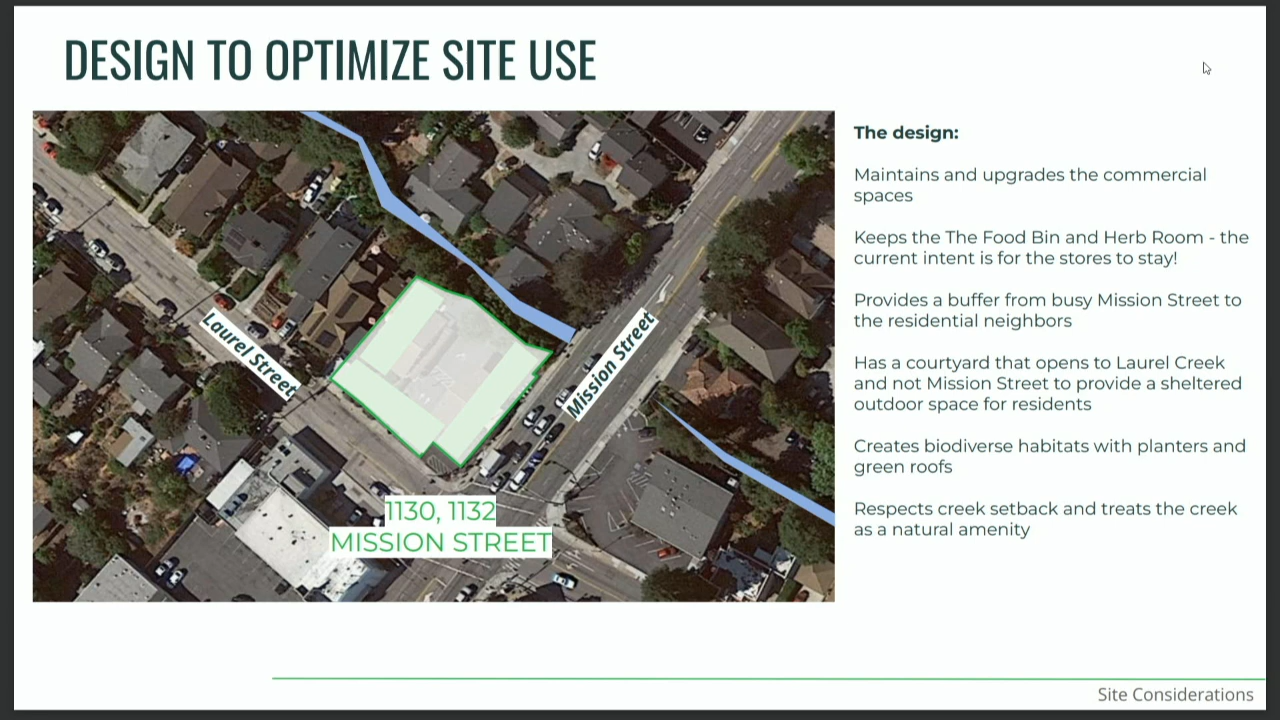 DESIGN TO OPTIMIZE SITE USE
Laurel Street
Mission Street
1130, 1132
MISSION STREET
The design:
Maintains and upgrades the commercial
spaces
Keeps the The Food Bin and Herb Room - the
current intent is for the stores to stay!
Provides a buffer from busy Mission Street to
the residential neighbors
Has a courtyard that opens to Laurel Creek
and not Mission Street to provide a sheltered
outdoor space for residents
Creates biodiverse habitats with planters and
green roofs
Respects creek setback and treats the creek
as a natural amenity
Site Considerations